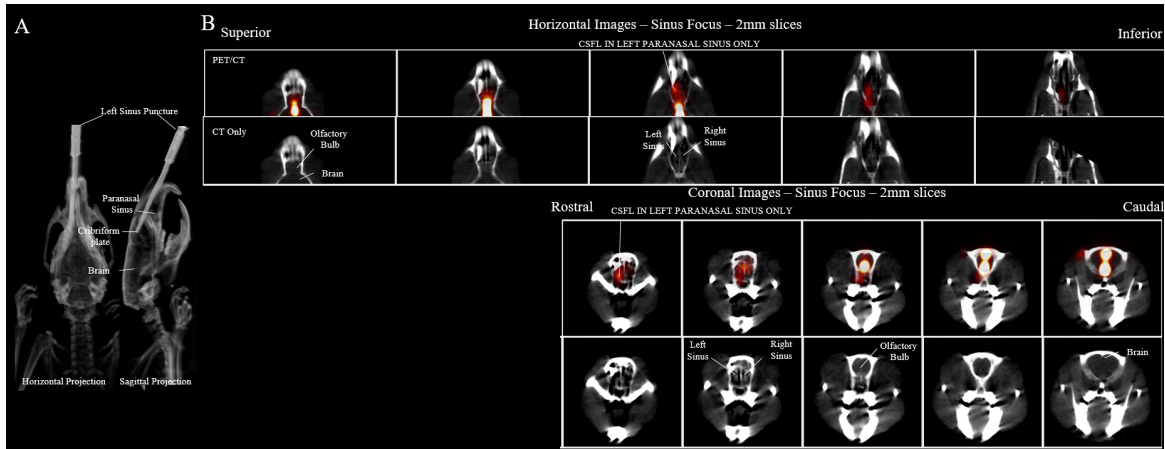 A
Left Sinus Puncture
Paranasal
Sinus
Cribriform
plate
Brain
Horizontal Projection
Sagittal Projection
B
Horizontal Images – Sinus Focus – 2mm slices
Superior
Inferior
CSFL IN LEFT PARANASAL SINUS ONLY
PET/CT
CT Only
Olfactory
Bulb
Brain
Left
Sinus
Right
Sinus
Coronal Images – Sinus Focus – 2mm slices
Rostral
Caudal
CSFL IN LEFT PARANASAL SINUS ONLY
Left
Sinus
Right
Sinus
Olfactory
Bulb
Brain